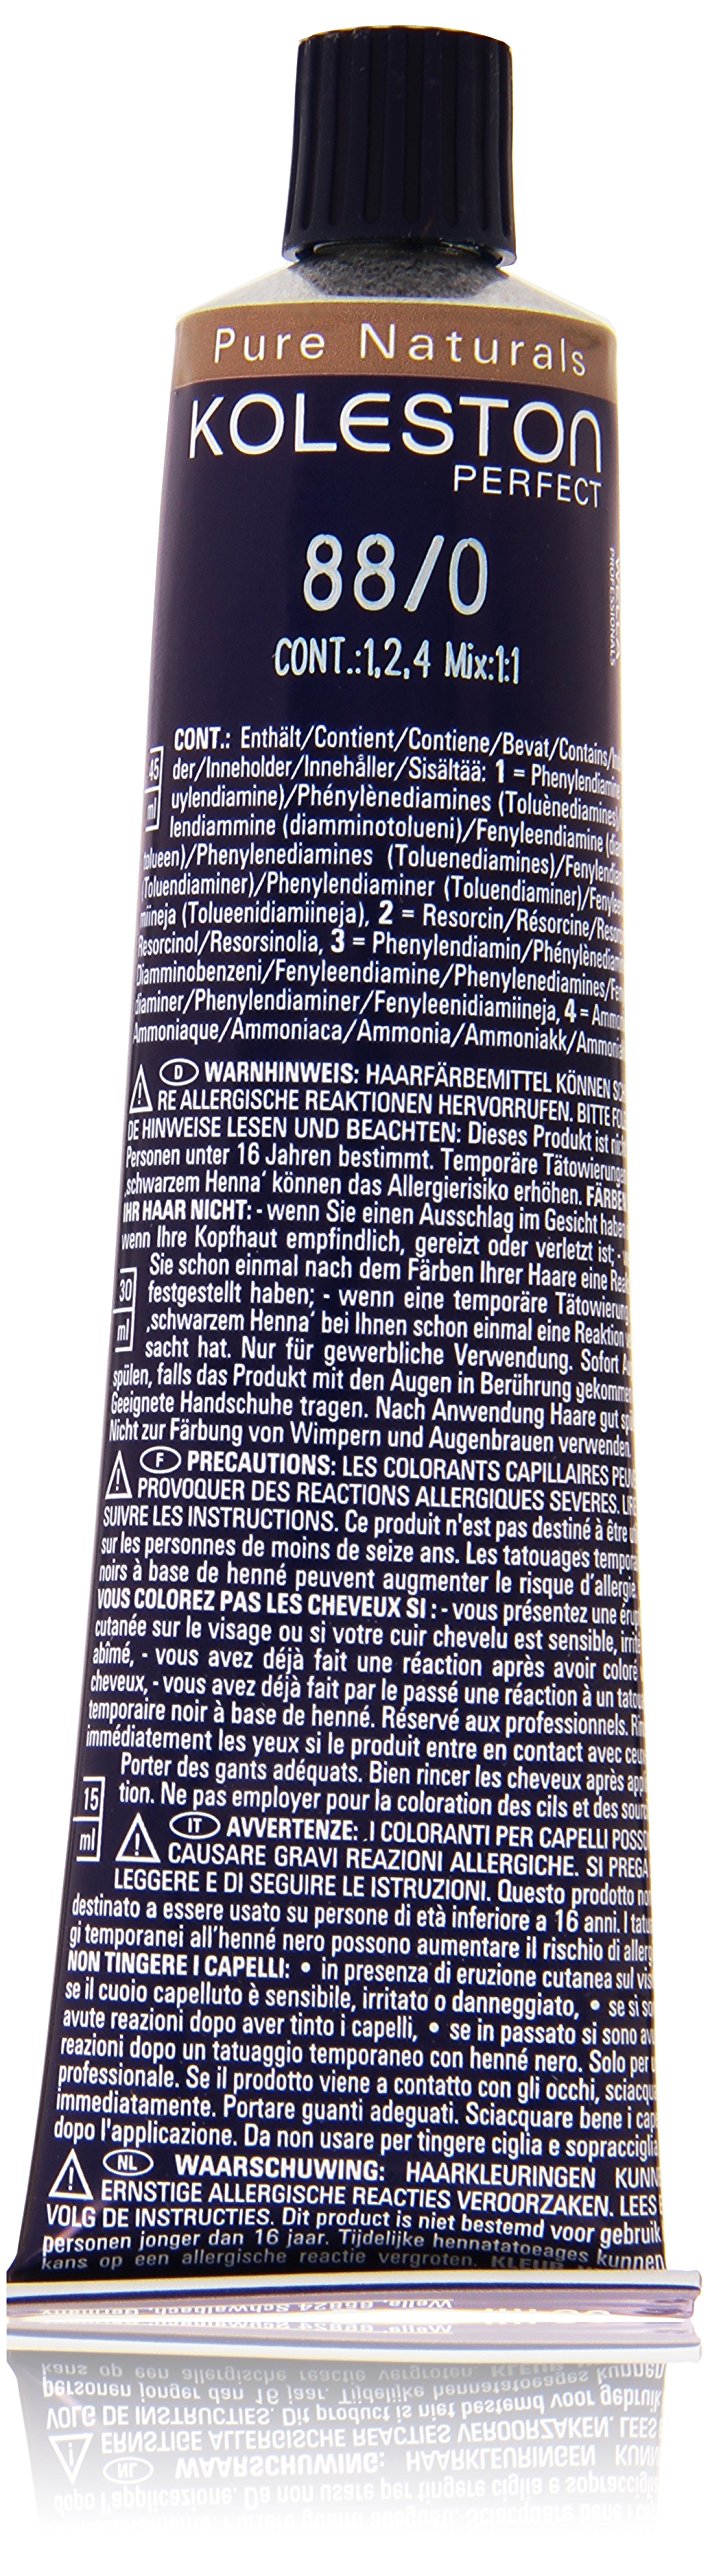 Pure Naturals
KOLESTON
PERFECT
WELLA
PROFESSIONALS
88/0
CONT.:1,2,4 Mix:1:1
45
ml
CONT.: Enthält/Contient/Contiene/Bevat/Contains/
der/Inneholder/Innehåller/Sisältää: 1 = Phenylendiamine
uylendiamine)/Phénylènediamines (Toluènediamines)/
lendiammine (diamminotolueni)/Fenyleendiamine
tolueen)/Phenylenediamines (Toluenediamines)/
(Toluendiaminer)/Phenylendiaminer (Toluendiaminer)/
miineja (Tolueenidiamiineja), 2 = Resorcin/Résorcine/
Resorcinol/Resorsinolia, 3 = Phenylendiamin/
Diamminobenzeni/Fenyleendiamine/Phenylenediamines/
diaminer/Phenylendiaminer/Fenyleenidiamiineja, 4 =
Ammoniaque/Ammoniaca/Ammonia/Ammoniakk/
D WARNHINWEIS: HAARFÄRBEMITTEL KÖNNEN
RE ALLERGISCHE REAKTIONEN HERVORRUFEN. BITTE
DE HINWEISE LESEN UND BEACHTEN: Dieses Produkt ist
Personen unter 16 Jahren bestimmt. Temporäre
‚schwarzem Henna‘ können das Allergierisiko erhöhen.
IHR HAAR NICHT: - wenn Sie einen Ausschlag im Gesicht
wenn Ihre Kopfhaut empfindlich, gereizt oder verletzt ist; -
30
ml
Sie schon einmal nach dem Färben Ihrer Haare eine
festgestellt haben; - wenn eine temporäre
‚schwarzem Henna‘ bei Ihnen schon einmal eine Reaktion
sacht hat. Nur für gewerbliche Verwendung. Sofort
spülen, falls das Produkt mit den Augen in Berührung
Geeignete Handschuhe tragen. Nach Anwendung Haare gut
Nicht zur Färbung von Wimpern und Augenbrauen verwenden.
F PRECAUTIONS: LES COLORANTS CAPILLAIRES
PROVOQUER DES REACTIONS ALLERGIQUES SEVERES.
SUIVRE LES INSTRUCTIONS. Ce produit n'est pas destiné à être
sur les personnes de moins de seize ans. Les tatouages
noirs à base de henné peuvent augmenter le risque d'allergie.
VOUS COLOREZ PAS LES CHEVEUX SI : - vous présentez une
cutanée sur le visage ou si votre cuir chevelu est sensible,
abîmé, - vous avez déjà fait une réaction après avoir coloré
cheveux, - vous avez déjà fait par le passé une réaction à un
temporaire noir à base de henné. Réservé aux professionnels.
immédiatement les yeux si le produit entre en contact avec
15
ml
Porter des gants adéquats. Bien rincer les cheveux après
tion. Ne pas employer pour la coloration des cils et des
IT AVVERTENZE: .I COLORANTI PER CAPELLI
CAUSARE GRAVI REAZIONI ALLERGICHE. SI PREGA
LEGGERE E DI SEGUIRE LE ISTRUZIONI. Questo prodotto
destinato a essere usato su persone di età inferiore a 16 anni. I
gi temporanei all'henné nero possono aumentare il rischio di
NON TINGERE I CAPELLI: • in presenza di eruzione cutanea sul
se il cuoio capelluto è sensibile, irritato o danneggiato, • se si
avute reazioni dopo aver tinto i capelli, • se in passato si sono
reazioni dopo un tatuaggio temporaneo con henné nero. Solo per
professionale. Se il prodotto viene a contatto con gli occhi,
immediatamente. Portare guanti adeguati. Sciacquare bene i
dopo l'applicazione. Da non usare per tingere ciglia e sopracciglia
NL WAARSCHUWING: HAARKLEURINGEN
ERNSTIGE ALLERGISCHE REACTIES VEROORZAKEN. LEES
VOLG DE INSTRUCTIES. Dit product is niet bestemd voor gebruik
personen jonger dan 16 jaar. Tijdelijke hennatatoeages kunnen
kans op een allergische reactie vergroten. KLEUR